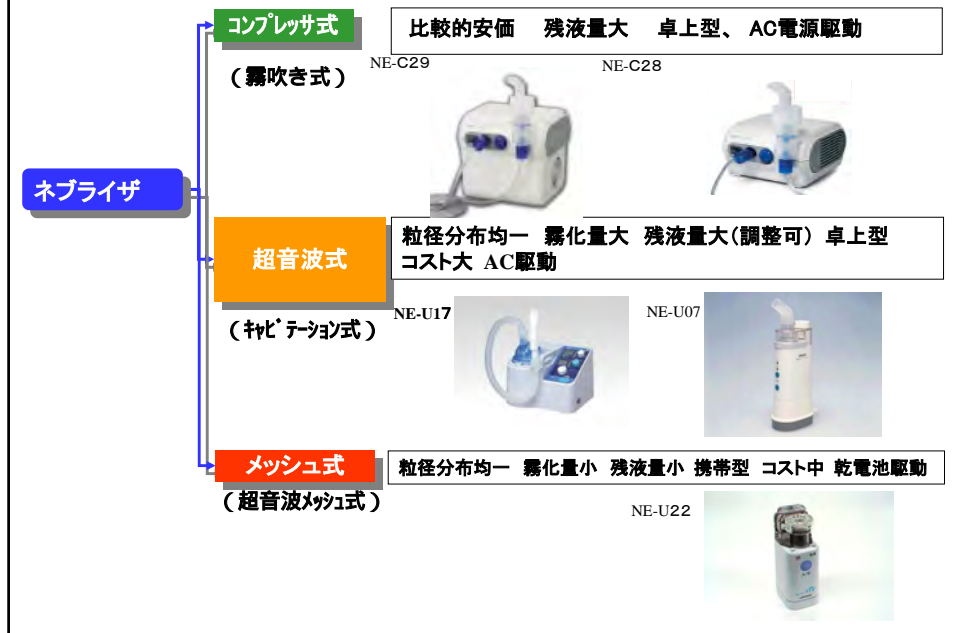 コンプレッサ式
比較的安価 残液量大 卓上型、 AC電源駆動
(霧吹き式)
NE-C29
NE-C28
ネブライザ
超音波式
粒径分布均一 霧化量大 残液量大(調整可) 卓上型
コスト大 AC駆動
(キャビテーション式)
NE-U17
NE-U07
メッシュ式
粒径分布均一 霧化量小 残液量小 携帯型 コスト中 乾電池駆動
(超音波メッシュ式)
NE-U22